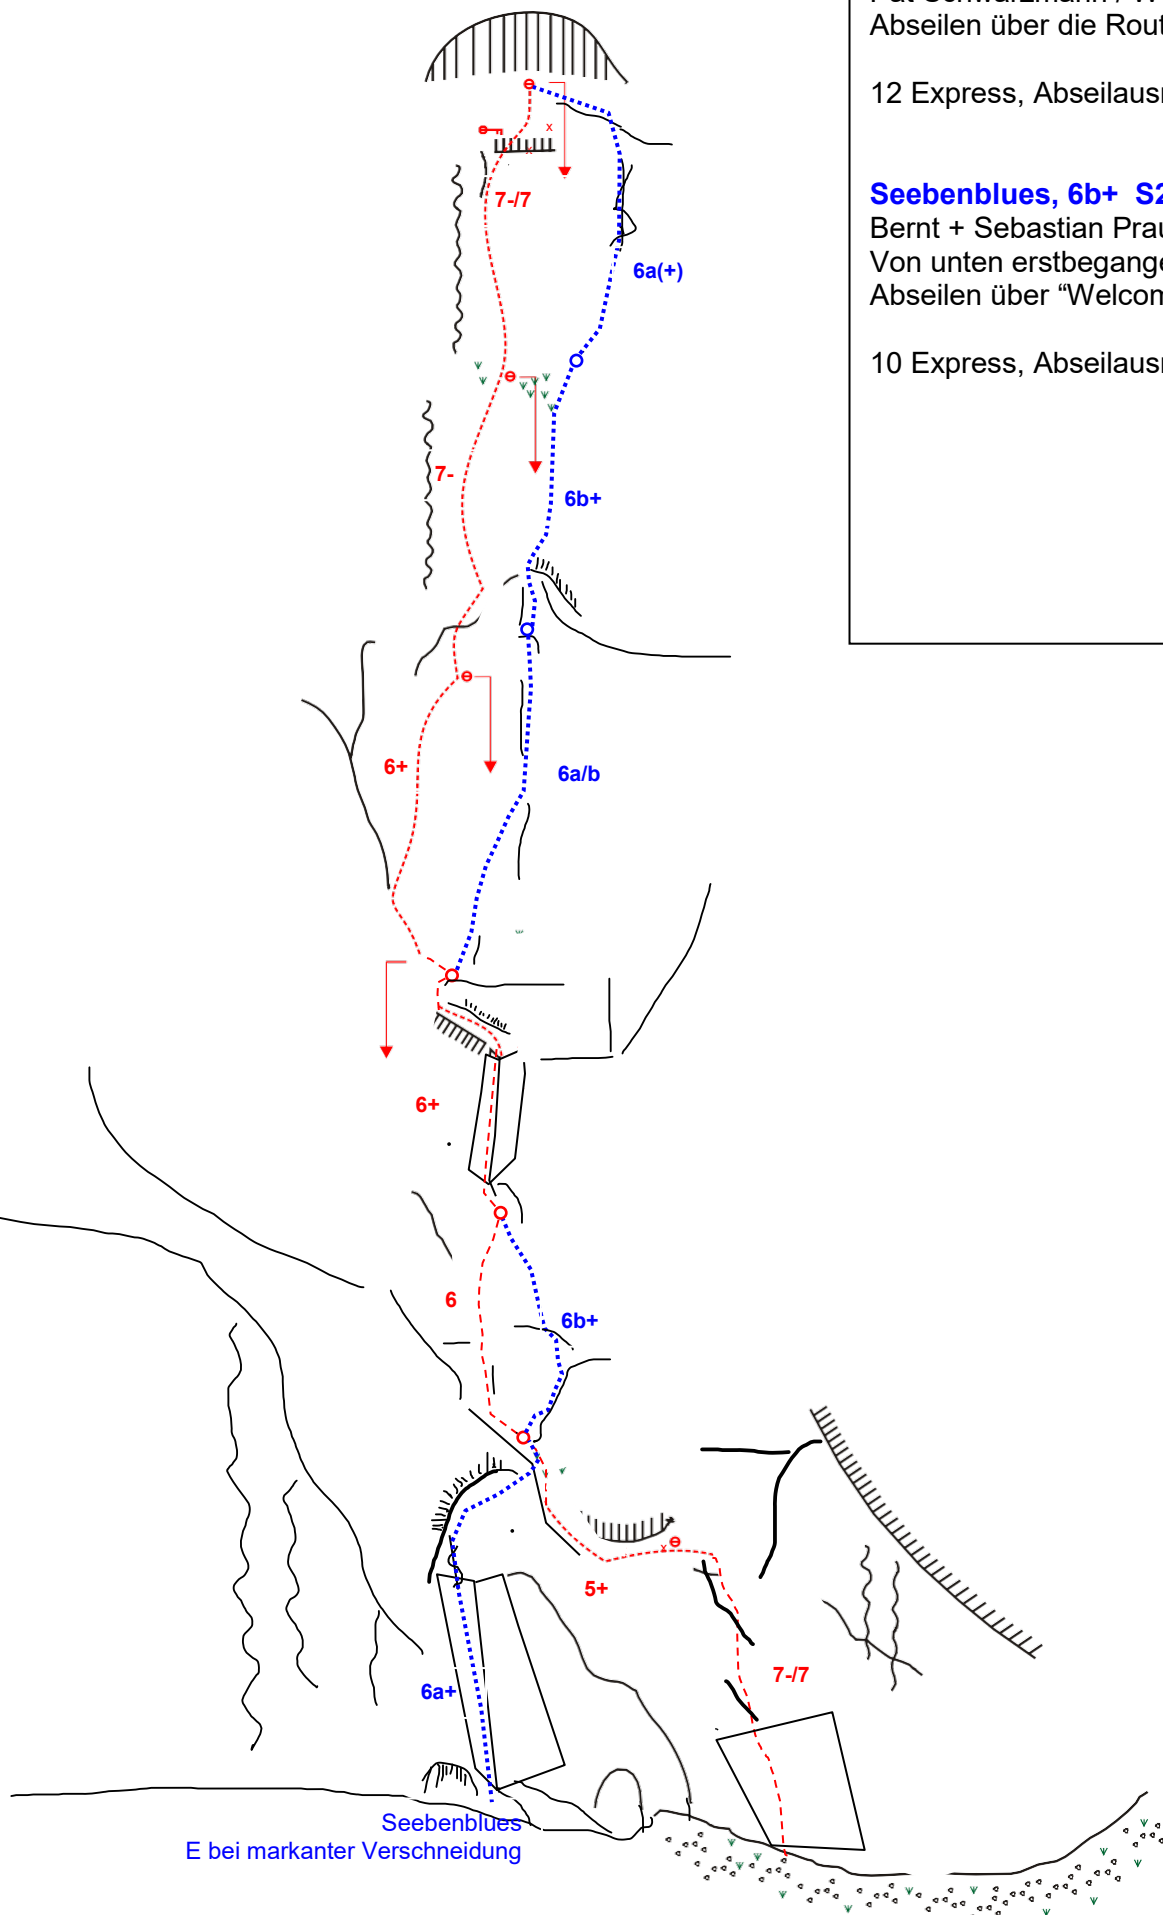 Abseilen über die Rout
12 Express, Abseilaus
Seebenblues, 6b+ S2
Bernt + Sebastian Prau
Von unten erstbegange
Abseilen über “Welcom
10 Express, Abseilaus
x
x
7-/7
6a(+)
7-
6b+
6+
6a/b
6+
6
6b+
x
5+
7-/7
6a+
Seebenblues
E bei markanter Verschneidung